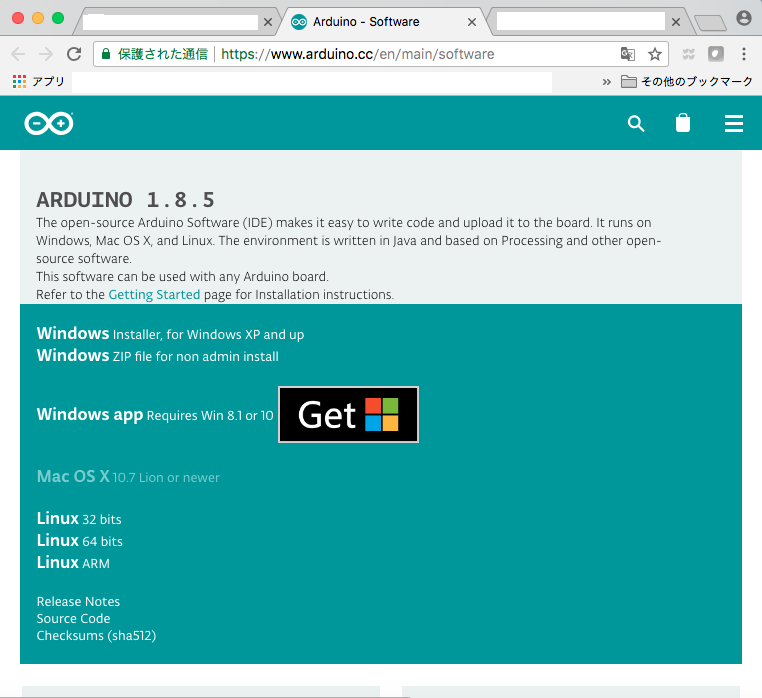 Arduino - Software
保護された通信 https://www.arduino.cc/en/main/software
アプリ » その他のブックマーク
ARDUINO 1.8.5
The open-source Arduino Software (IDE) makes it easy to write code and upload it to the board. It runs on
Windows, Mac OS X, and Linux. The environment is written in Java and based on Processing and other open-
source software.
This software can be used with any Arduino board.
Refer to the Getting Started page for Installation instructions.
Windows Installer, for Windows XP and up
Windows ZIP file for non admin install
Windows app Requires Win 8.1 or 10 Get
Mac OS X 10.7 Lion or newer
Linux 32 bits
Linux 64 bits
Linux ARM
Release Notes
Source Code
Checksums (sha512)